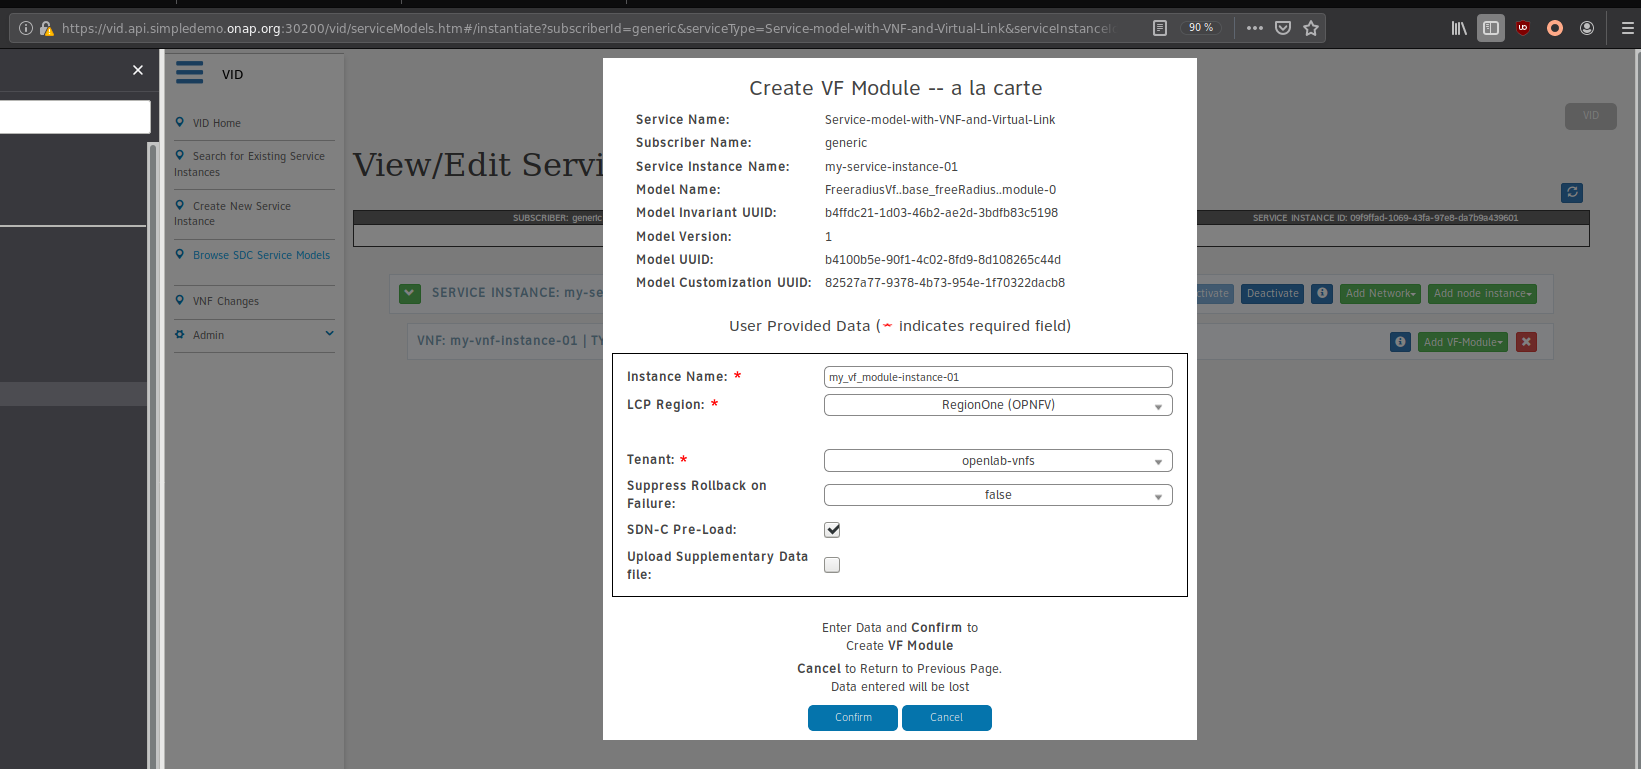 https://vid.api.simpledemo.onap.org:30200/vid/serviceModels.htm#/instantiate?subscriberId=generic&serviceType=Service-model-with-VNF-and-Virtual-Link&serviceInstance
90 %
VID
VID Home
Search for Existing Service
Instances
Create New Service
Instance
Browse SDC Service Models
VNF Changes
Admin
VID
View/Edit Servi
SUBSCRIBER: generic
SERVICE INSTANCE ID: 09f9ffad-1069-43fa-97e8-da7b9a439601
SERVICE INSTANCE: my-se
ctivate
Deactivate
Add Network
Add node instance
VNF: my-vnf-instance-01 | TY
Add VF-Module
Create VF Module -- a la carte
Service Name: Service-model-with-VNF-and-Virtual-Link
Subscriber Name: generic
Service Instance Name: my-service-instance-01
Model Name: FreeradiusVf..base_freeRadius..module-0
Model Invariant UUID: b4ffdc21-1d03-46b2-ae2d-3bdfb83c5198
Model Version: 1
Model UUID: b4100b5e-90f1-4c02-8fd9-8d108265c44d
Model Customization UUID: 82527a77-9378-4b73-954e-1f70322dacb8
User Provided Data (* indicates required field)
Instance Name: * my_vf_module-instance-01
LCP Region: * RegionOne (OPNFV)
Tenant: * openlab-vnfs
Suppress Rollback on
Failure: false
SDN-C Pre-Load:
Upload Supplementary Data
file:
Enter Data and Confirm to
Create VF Module
Cancel to Return to Previous Page.
Data entered will be lost
Confirm
Cancel